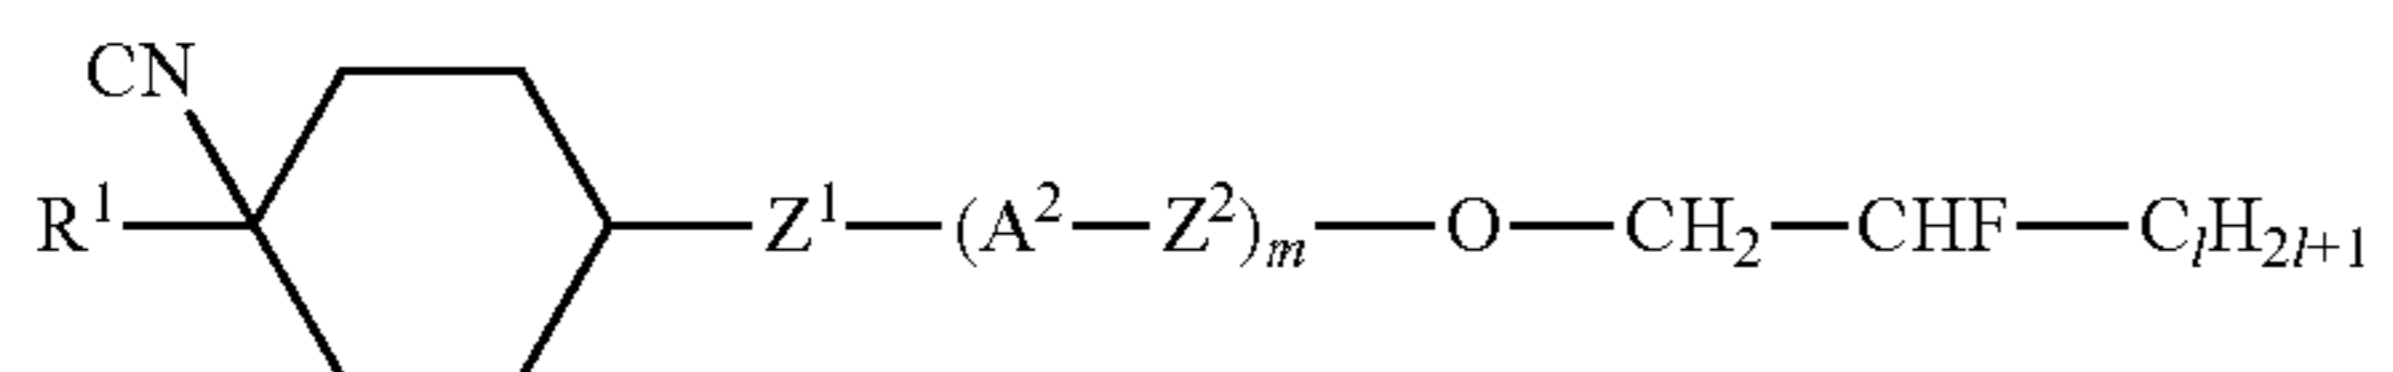 CN
R¹—Z¹—(A²—Z²)ₘ—O—CH₂—CHF—CₗH₂ₗ₊₁